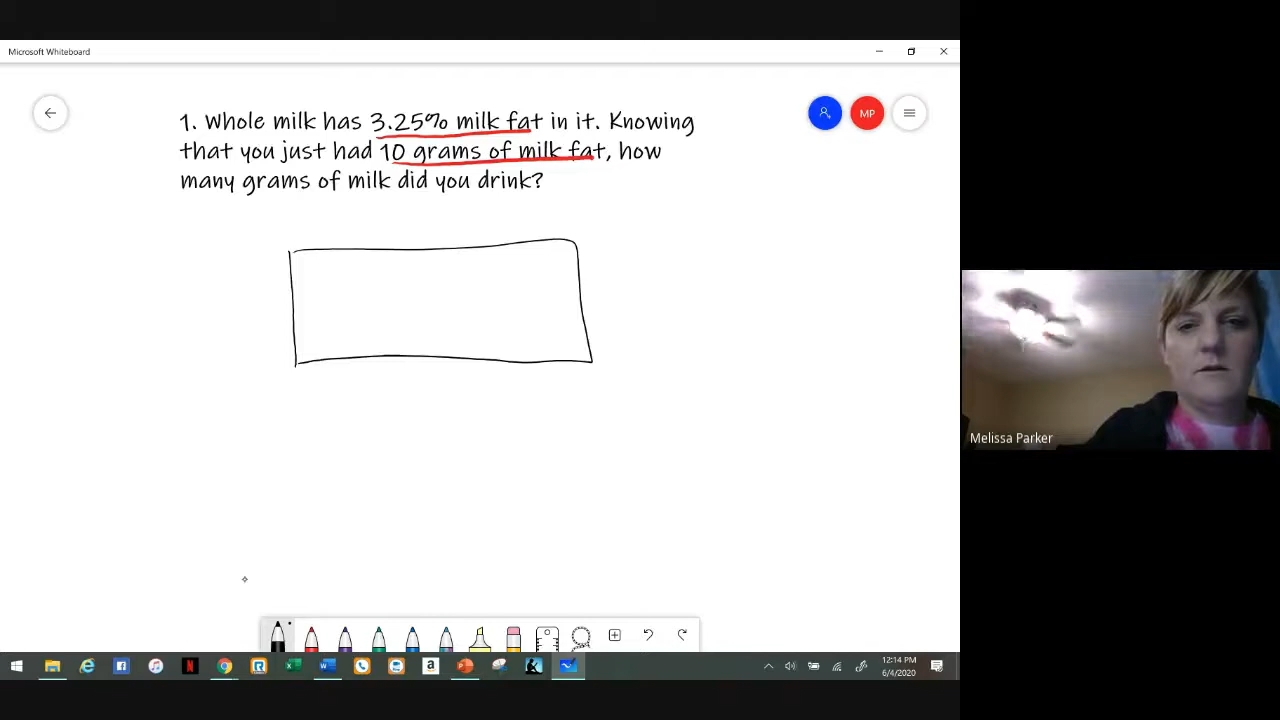 Microsoft Whiteboard
1. Whole milk has 3.25% milk fat in it. Knowing
that you just had 10 grams of milk fat, how
many grams of milk did you drink?
MP
Melissa Parker
12:14 PM
6/4/2020